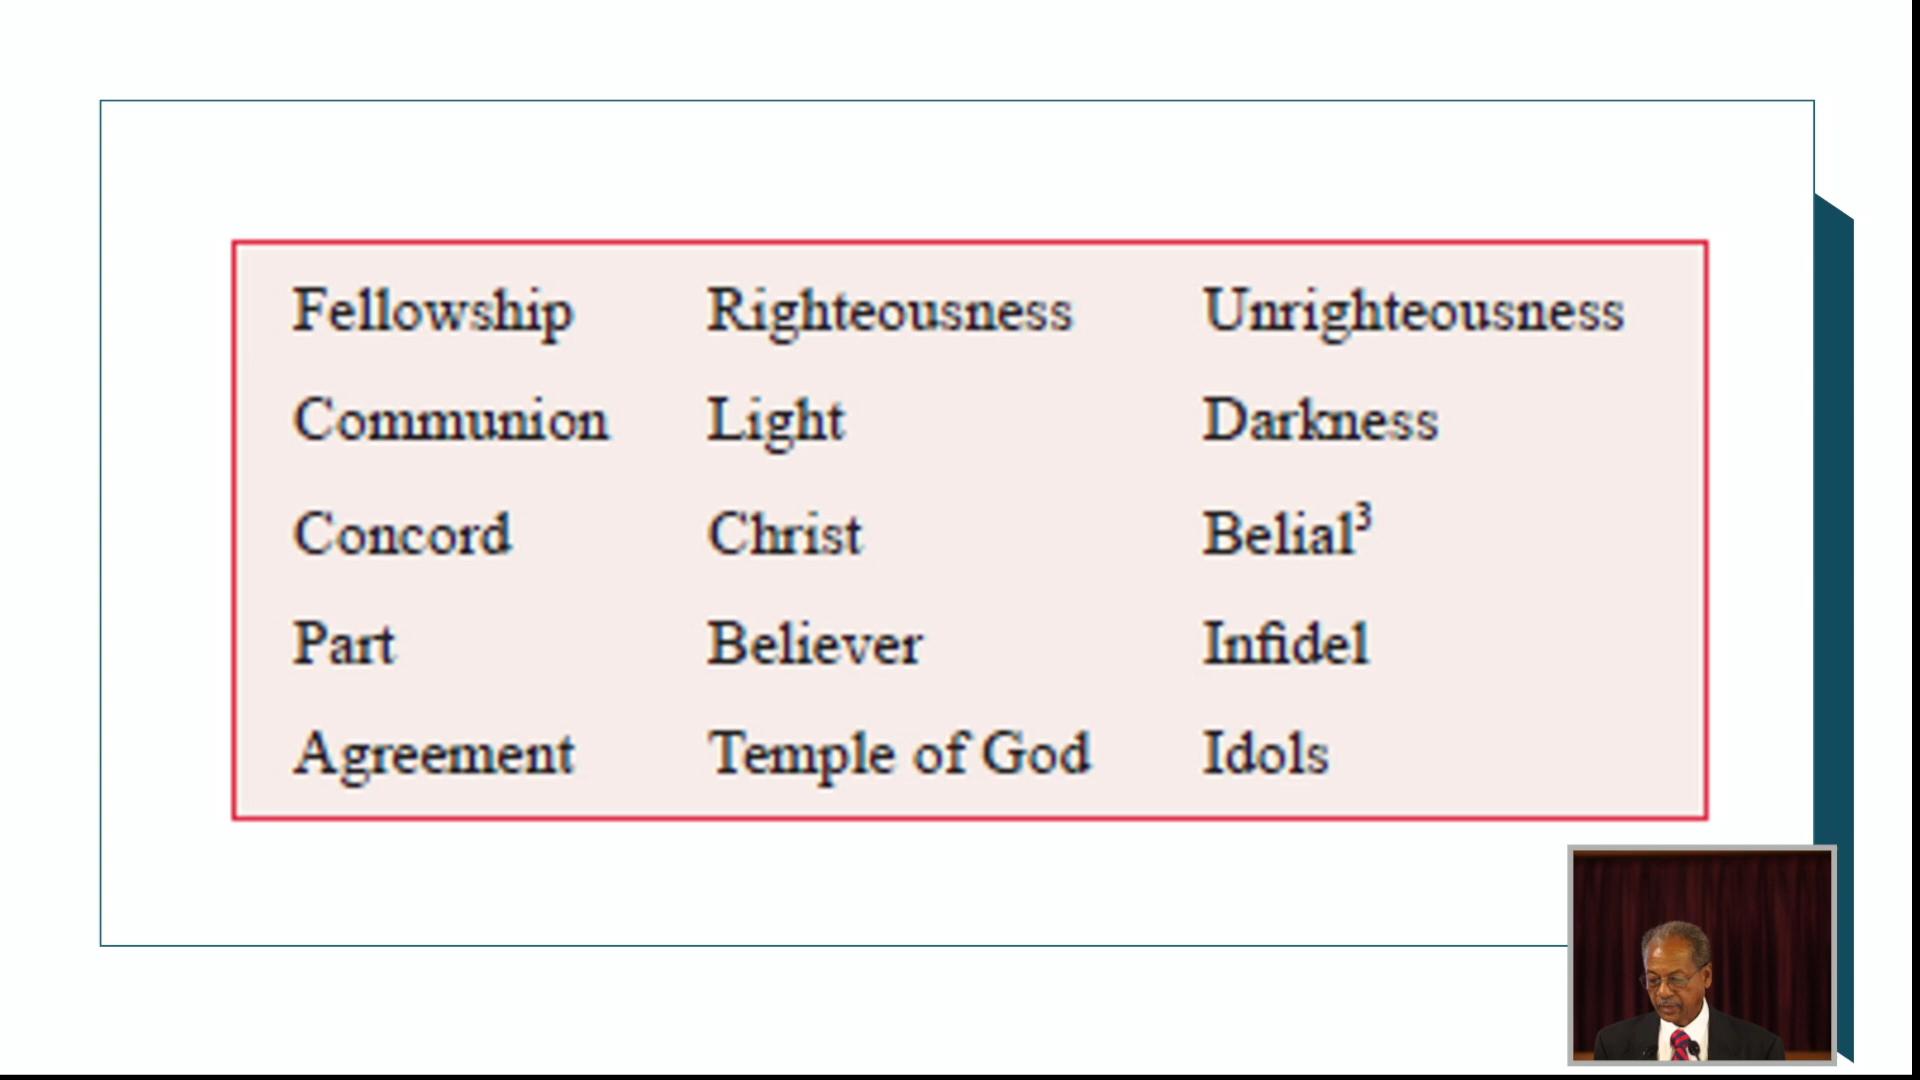 Fellowship Righteousness Unrighteousness
Communion Light Darkness
Concord Christ Belial³
Part Believer Infidel
Agreement Temple of God Idols